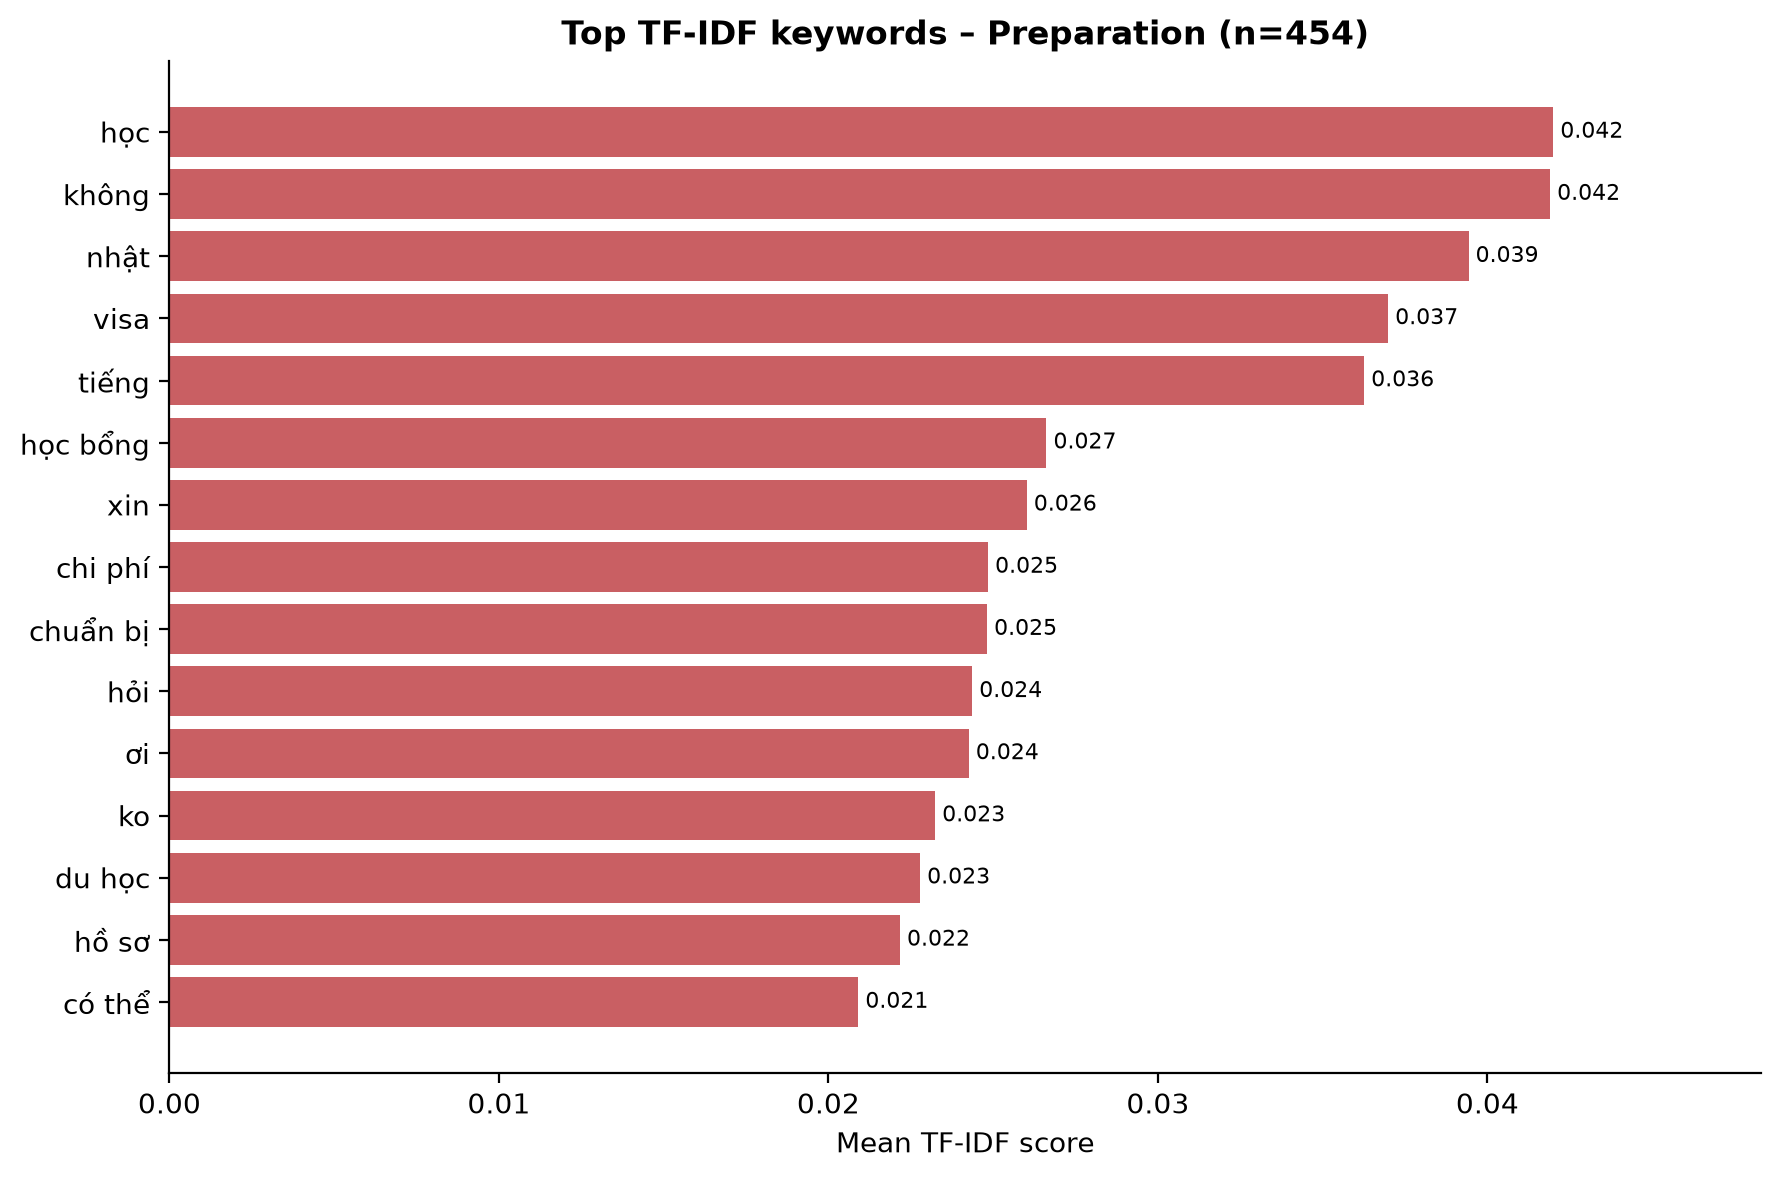 Top TF-IDF keywords – Preparation (n=454)
học 0.042
không 0.042
nhật 0.039
visa 0.037
tiếng 0.036
học bổng 0.027
xin 0.026
chi phí 0.025
chuẩn bị 0.025
hỏi 0.024
ơi 0.024
ko 0.023
du học 0.023
hồ sơ 0.022
có thể 0.021
0.00 0.01 0.02 0.03 0.04
Mean TF-IDF score